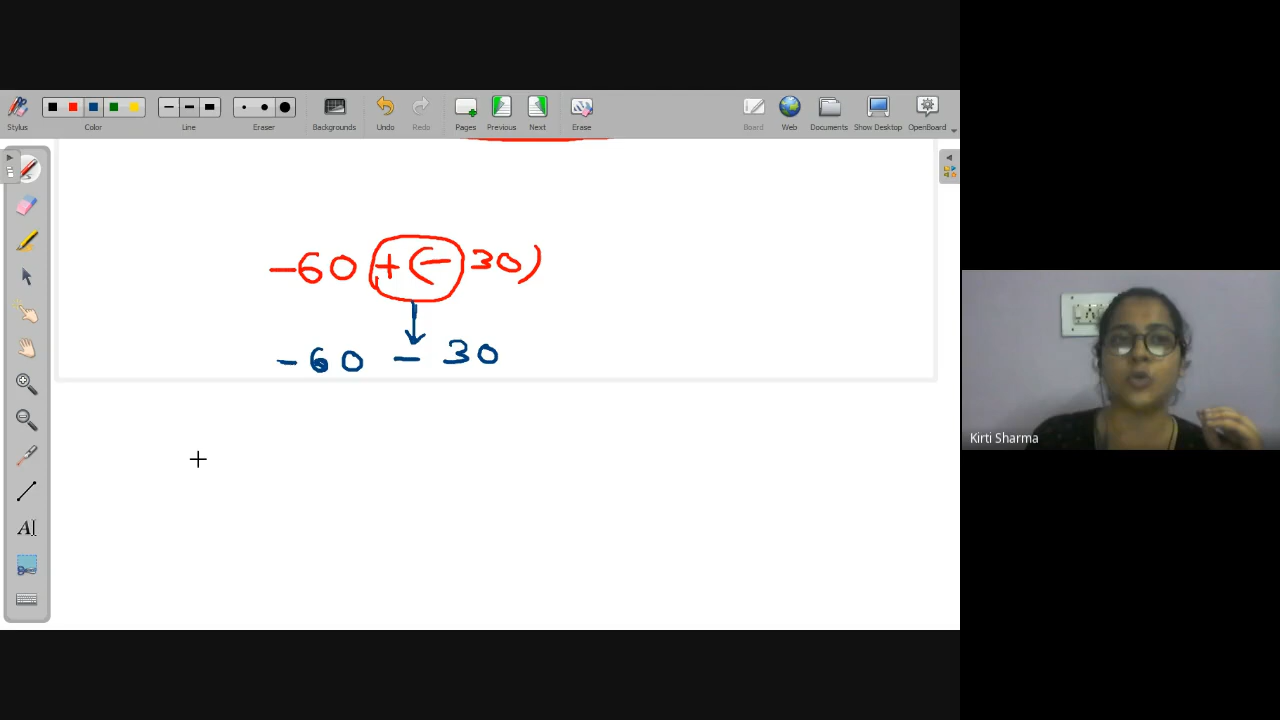 Stylus Color Line Eraser Backgrounds Undo Redo Pages Previous Next Erase Board Web Documents Show Desktop OpenBoard
-60 +(-30)
-60 - 30
AI
Kirti Sharma